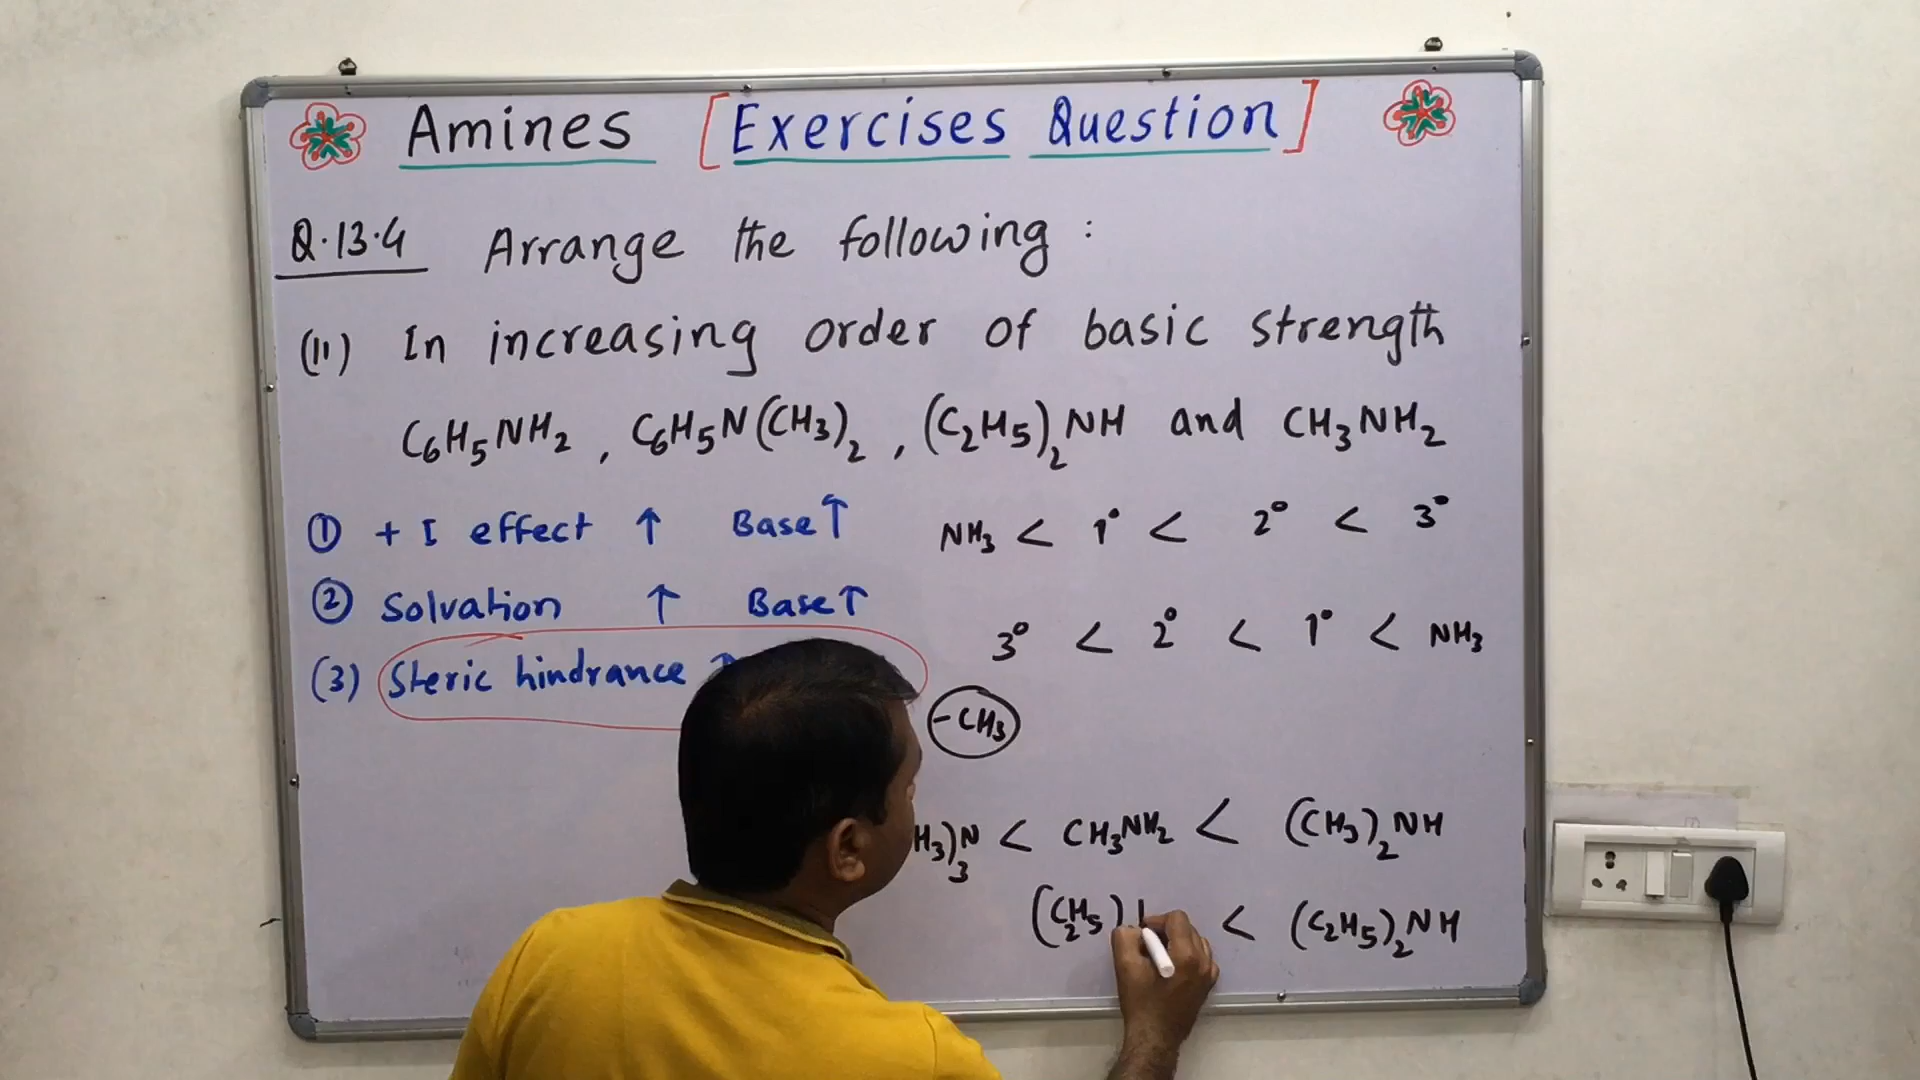 Amines [Exercises Question]
Q.13.4 Arrange the following :
(11) In increasing order of basic strength
C6H5NH2 , C6H5N(CH3)2 , (C2H5)2NH and CH3NH2
① + I effect ↑ Base↑
NH3 < 1° < 2° < 3°
② Solvation ↑ Base↑
3° < 2° < 1° < NH3
(3) Steric hindrance
-CH3
H3)3N < CH3NH2 < (CH3)2NH
(C2H5) < (C2H5)2NH